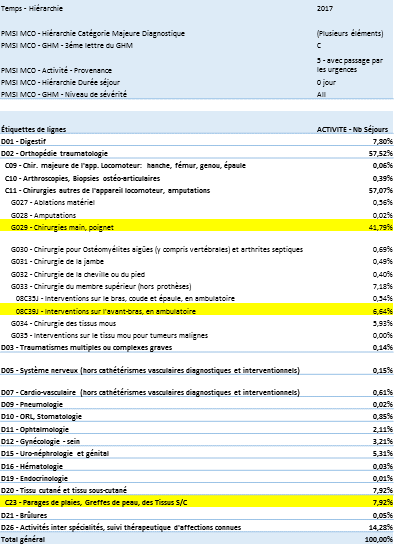 Temps - Hiérarchie 2017
PMSI MCO - Hiérarchie Catégorie Majeure Diagnostique (Plusieurs éléments)
PMSI MCO - GHM - 3ème lettre du GHM C
PMSI MCO - Activité - Provenance 5 - avec passage par les urgences
PMSI MCO - Hiérarchie Durée séjour 0 jour
PMSI MCO - GHM - Niveau de sévérité All
Étiquettes de lignes ACTIVITE - Nb Séjours
D01 - Digestif 7,80%
D02 - Orthopédie traumatologie 57,52%
C09 - Chir. majeure de l'app. Locomoteur: hanche, fémur, genou, épaule 0,06%
C10 - Arthroscopies, Biopsies ostéo-articulaires 0,39%
C11 - Chirurgies autres de l'appareil locomoteur, amputations 57,07%
G027 - Ablations matériel 0,56%
G028 - Amputations 0,02%
G029 - Chirurgies main, poignet 41,79%
G030 - Chirurgie pour Ostéomyélites aigües (y compris vertébrales) et arthrites septiques 0,69%
G031 - Chirurgie de la jambe 0,49%
G032 - Chirurgie de la cheville ou du pied 0,40%
G033 - Chirurgie du membre supérieur (hors prothèses) 7,18%
08C33J - Interventions sur le bras, coude et épaule, en ambulatoire 0,54%
08C39J - Interventions sur l'avant-bras, en ambulatoire 6,64%
G034 - Chirurgie des tissus mous 5,93%
G035 - Interventions sur le tissu mou pour tumeurs malignes 0,00%
D03 - Traumatismes multiples ou complexes graves 0,14%
D05 - Système nerveux (hors cathétérismes vasculaires diagnostiques et interventionnels) 0,15%
D07 - Cardio-vasculaire (hors cathétérismes vasculaires diagnostiques et interventionnels) 0,61%
D09 - Pneumologie 0,02%
D10 - ORL, Stomatologie 0,85%
D11 - Ophtalmologie 2,11%
D12 - Gynécologie - sein 3,21%
D15 - Uro-néphrologie et génital 5,31%
D16 - Hématologie 0,03%
D19 - Endocrinologie 0,01%
D20 - Tissu cutané et tissu sous-cutané 7,92%
C23 - Parages de plaies, Greffes de peau, des Tissus S/C 7,92%
D21 - Brûlures 0,05%
D26 - Activités inter spécialités, suivi thérapeutique d'affections connues 14,28%
Total général 100,00%